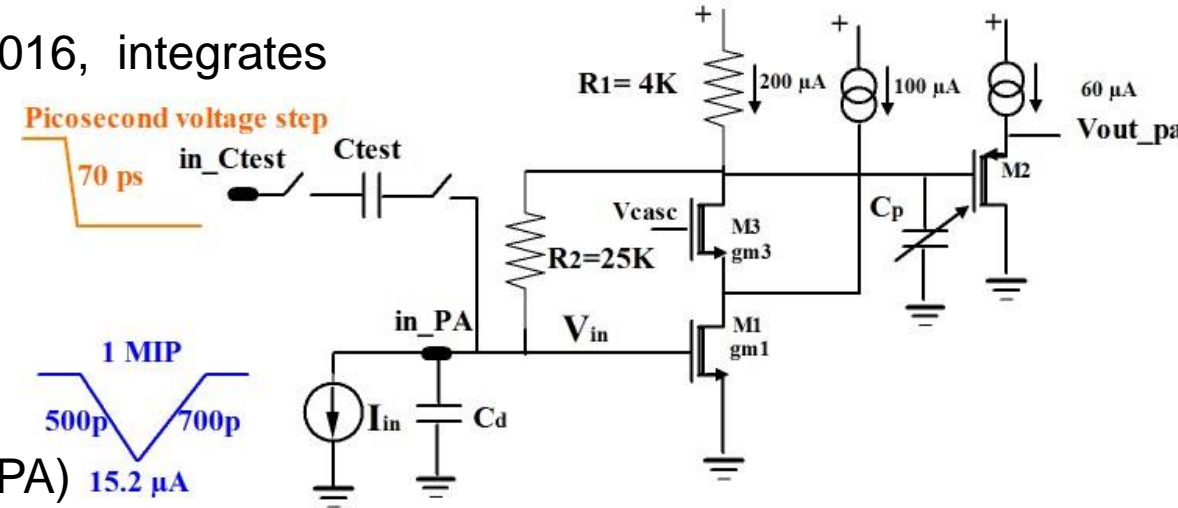 016, integrates
Picosecond voltage step
70 ps
in_Ctest
Ctest
R1= 4K
+
200 µA
+
100 µA
+
60 µA
Vout_pa
M2
Cp
Vcasc
M3
gm3
R2=25K
in_PA
Vin
M1
gm1
1 MIP
500p
700p
15.2 µA
Iin
Cd
PA)